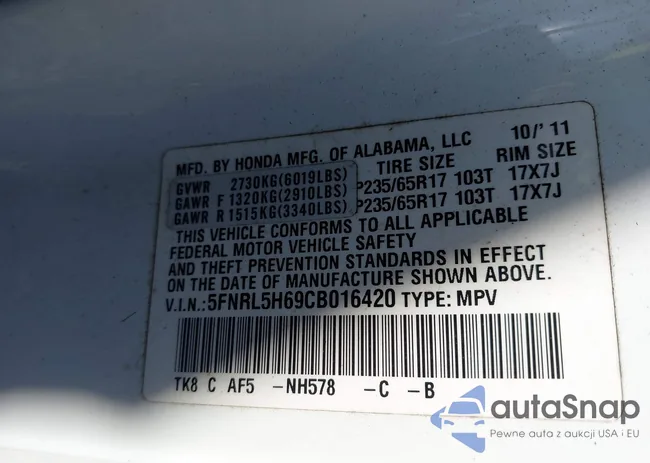 MFD. BY HONDA MFG. OF ALABAMA, LLC 10/'11
TIRE SIZE RIM SIZE
GVWR 2730KG(6019LBS)
GAWR F 1320KG(2910LBS) P235/65R17 103T 17X7J
GAWR R 1515KG(3340LBS) P235/65R17 103T 17X7J
THIS VEHICLE CONFORMS TO ALL APPLICABLE
FEDERAL MOTOR VEHICLE SAFETY
AND THEFT PREVENTION STANDARDS IN EFFECT
ON THE DATE OF MANUFACTURE SHOWN ABOVE.
V.I.N.:5FNRL5H69CB016420 TYPE: MPV
TK8 C AF5 -NH578 -C -B
autaSnap
Pewne auta z aukcji USA i EU